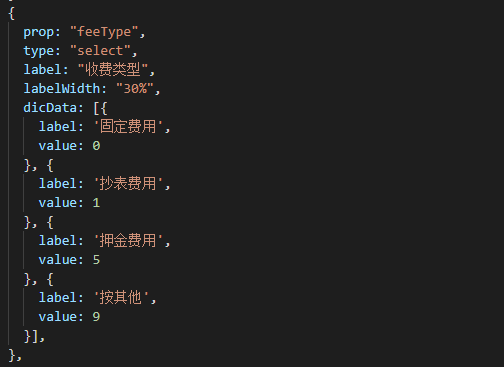 {
prop: "feeType",
type: "select",
label: "收费类型",
labelWidth: "30%",
dicData: [{
label: '固定费用',
value: 0
}, {
label: '抄表费用',
value: 1
}, {
label: '押金费用',
value: 5
}, {
label: '按其他',
value: 9
}],
},